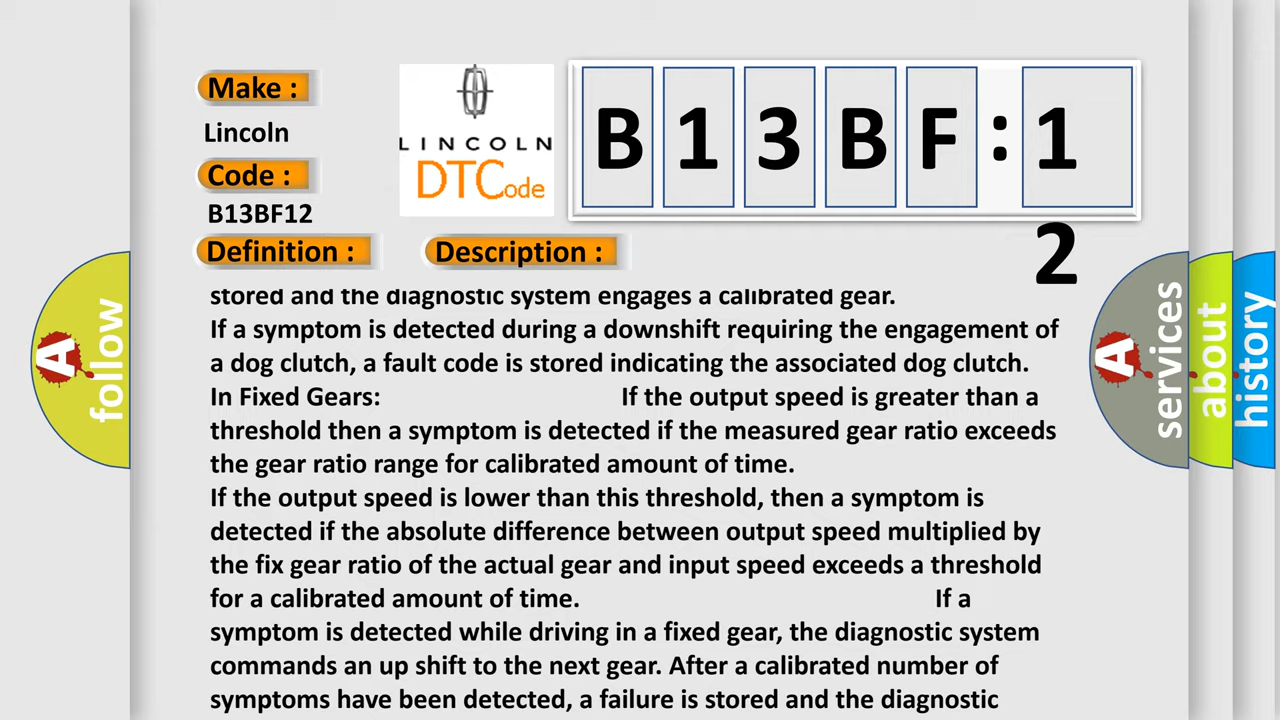 Make :
Lincoln
Code :
B13BF12
Definition :
Description :
LINCOLN
DTCode
B 1 3 B F : 1
2
stored and the diagnostic system engages a calibrated gear.
If a symptom is detected during a downshift requiring the engagement of
a dog clutch, a fault code is stored indicating the associated dog clutch.
In Fixed Gears: If the output speed is greater than a
threshold then a symptom is detected if the measured gear ratio exceeds
the gear ratio range for calibrated amount of time.
If the output speed is lower than this threshold, then a symptom is
detected if the absolute difference between output speed multiplied by
the fix gear ratio of the actual gear and input speed exceeds a threshold
for a calibrated amount of time. If a
symptom is detected while driving in a fixed gear, the diagnostic system
commands an up shift to the next gear. After a calibrated number of
symptoms have been detected, a failure is stored and the diagnostic
A follow
A services
about
history